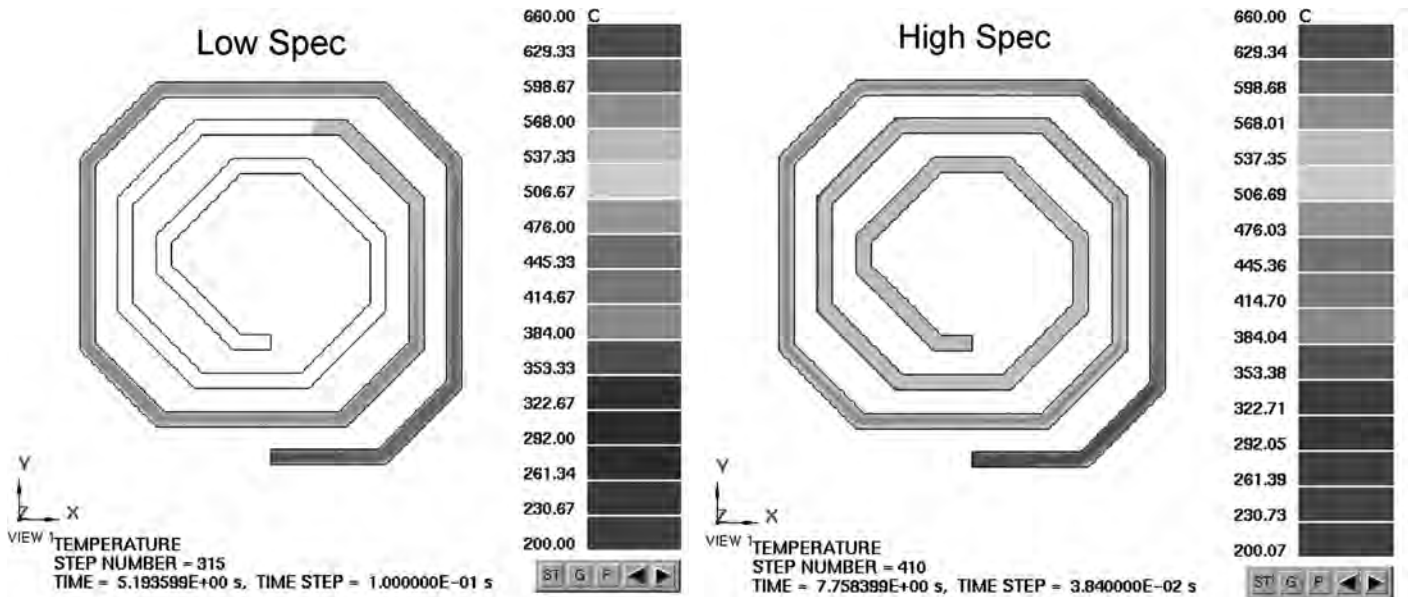 Low Spec
660.00 C
629.33
598.67
568.00
537.33
506.67
476.00
445.33
414.67
384.00
353.33
322.67
292.00
261.34
230.67
200.00
Y
Z X
VIEW 1
TEMPERATURE
STEP NUMBER = 315
TIME = 5.193599E+00 s, TIME STEP = 1.000000E-01 s
ST G P
High Spec
660.00 C
629.34
598.68
568.01
537.35
506.69
476.03
445.36
414.70
384.04
353.38
322.71
292.05
261.39
230.73
200.07
Y
Z X
VIEW 1
TEMPERATURE
STEP NUMBER = 410
TIME = 7.758399E+00 s, TIME STEP = 3.840000E-02 s
ST G P